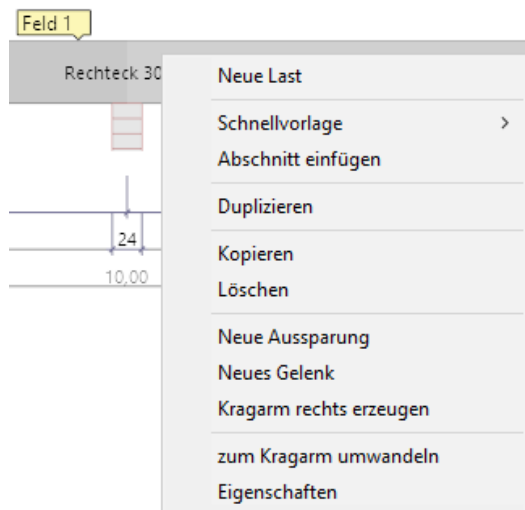 Feld 1
Rechteck 30
Neue Last
Schnellvorlage
Abschnitt einfügen
Duplizieren
24
Kopieren
10,00
Löschen
Neue Aussparung
Neues Gelenk
Kragarm rechts erzeugen
zum Kragarm umwandeln
Eigenschaften